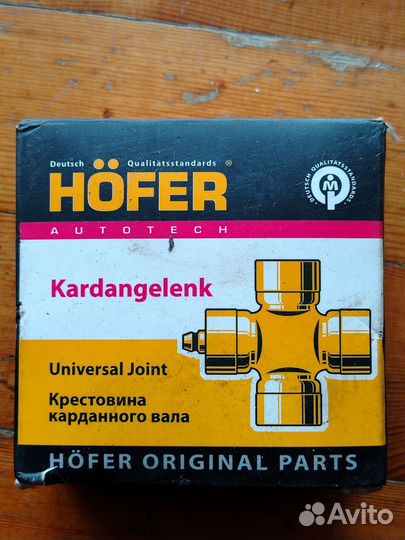 Deutsch Qualitätsstandards ®
HÖFER
AUTOTECH
DEUTSCH QUALITÄTSSTANDARDS
M
Kardangelenk
Universal Joint
Крестовина
карданного вала
HÖFER ORIGINAL PARTS
Avito